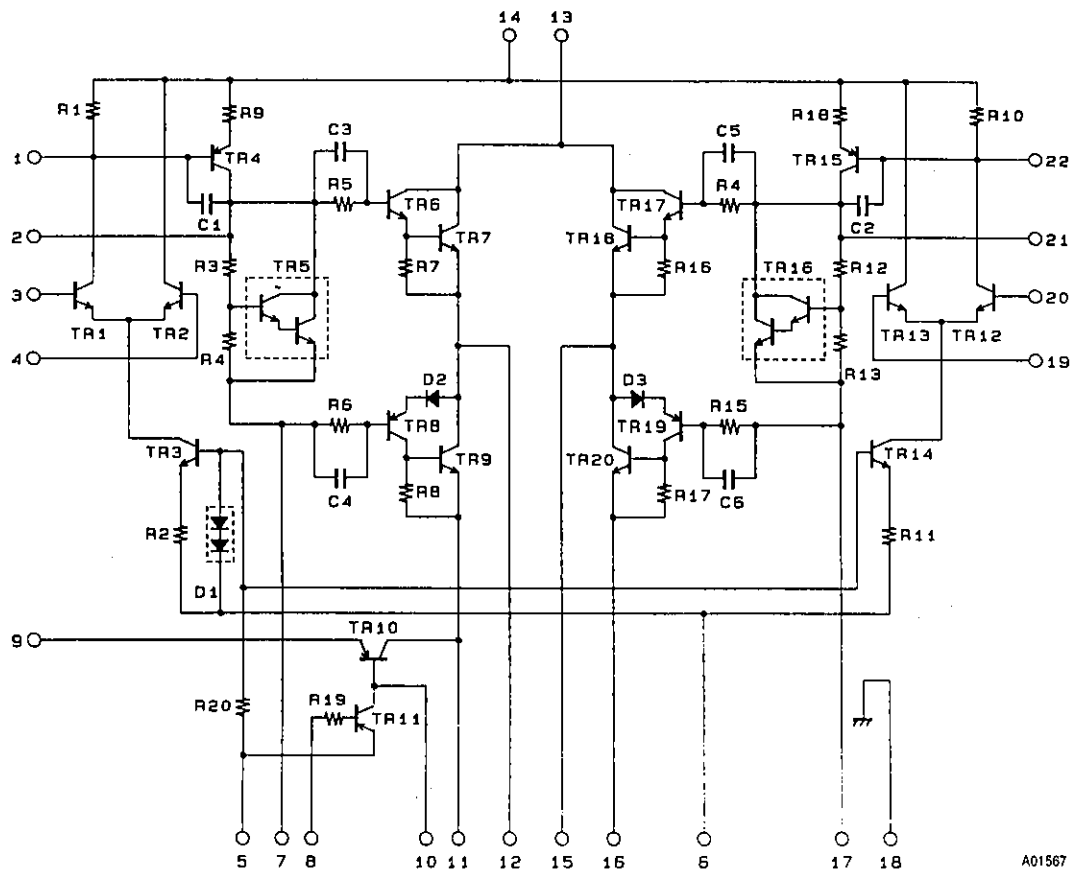 14 13
R1 R9 R18 R10
C3 C5
1 TR4 TR15 22
R5 R4
TR6 TR17
C1 C2
2 TR7 TR18 21
R3 TR5 R7 R16 TR16 R12
3 20
TR1 TR2 TR13 TR12
4 R4 R13 19
D2 D3
R6 R15
TR8 TR19
TR3 TR9 TR20 TR14
R8 R17
C4 C6
R2 R11
D1
9 TR10
R20 R19
TR11
5 7 8 10 11 12 15 16 6 17 18
A01567